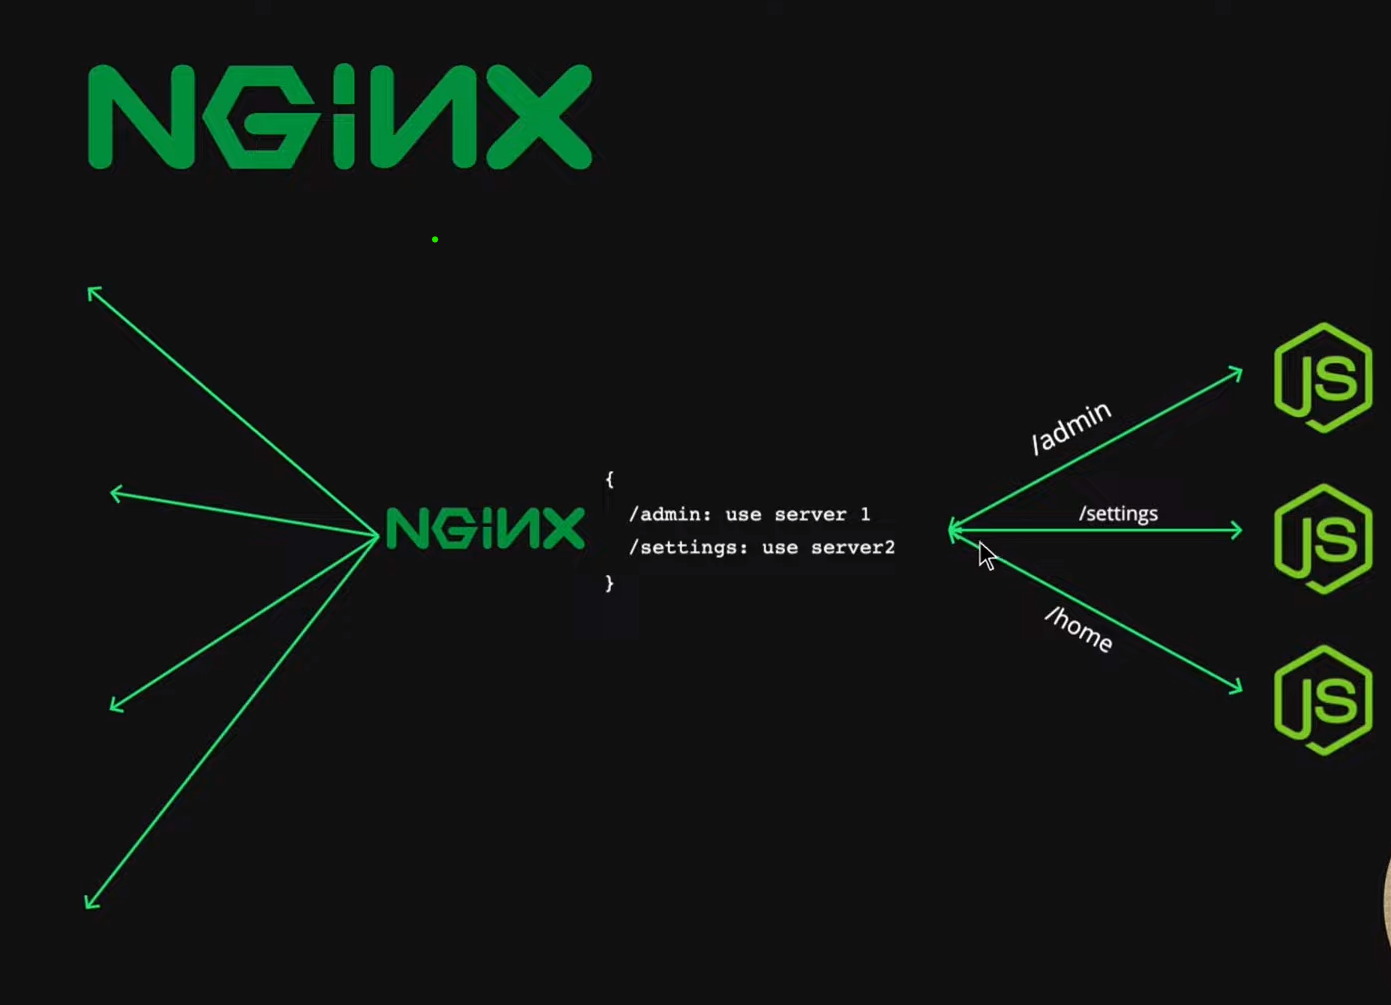 NGINX
/admin
{
/settings
NGINX
/admin: use server 1
/settings: use server2
}
/home
JS
JS
JS